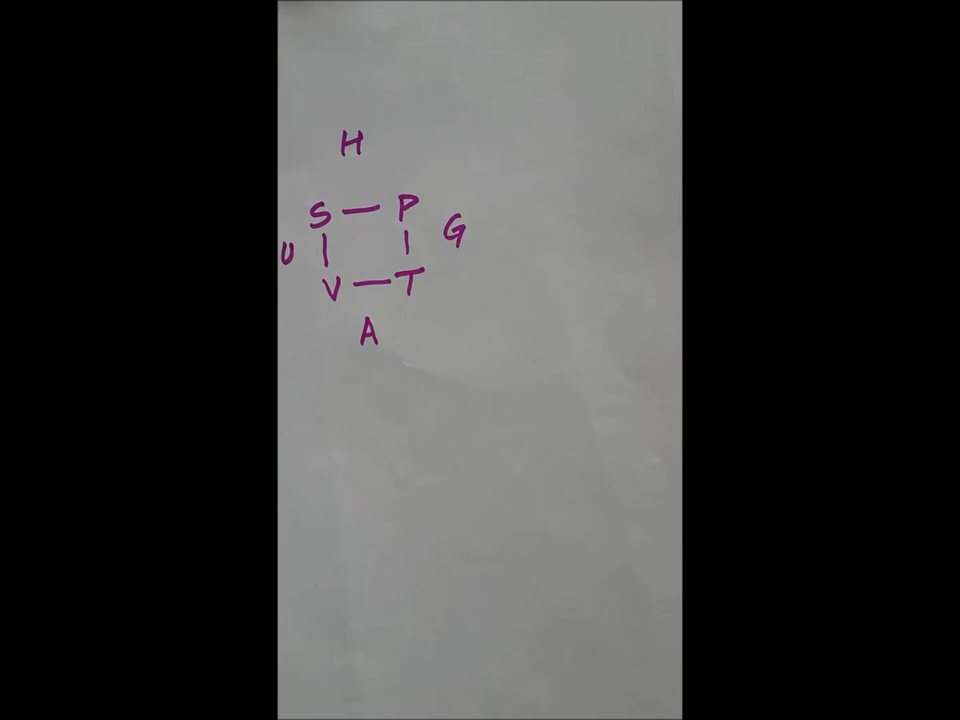 H
S — P
U | | G
V — T
A